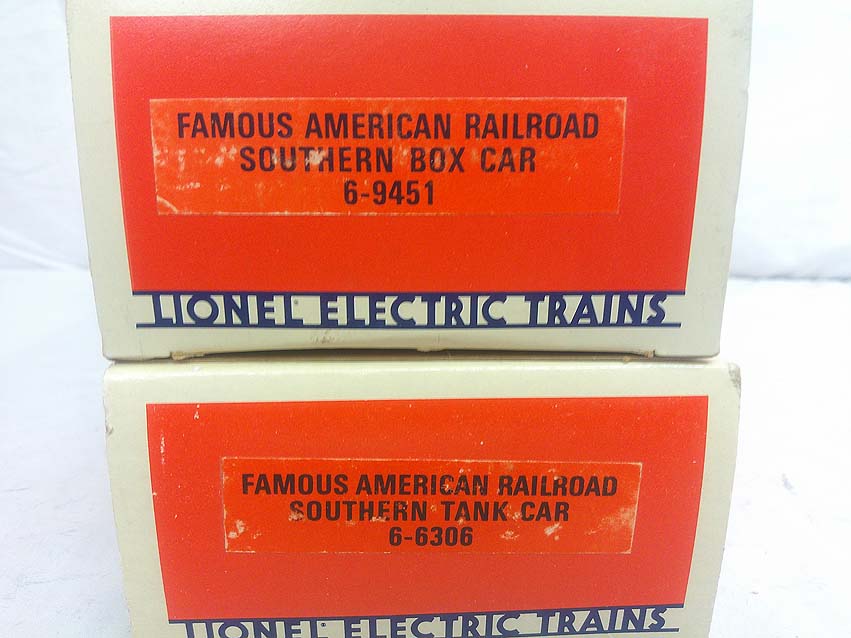 FAMOUS AMERICAN RAILROAD
SOUTHERN BOX CAR
6-9451
LIONEL® ELECTRIC TRAINS
FAMOUS AMERICAN RAILROAD
SOUTHERN TANK CAR
6-6306
LIONEL ELECTRIC TRAINS